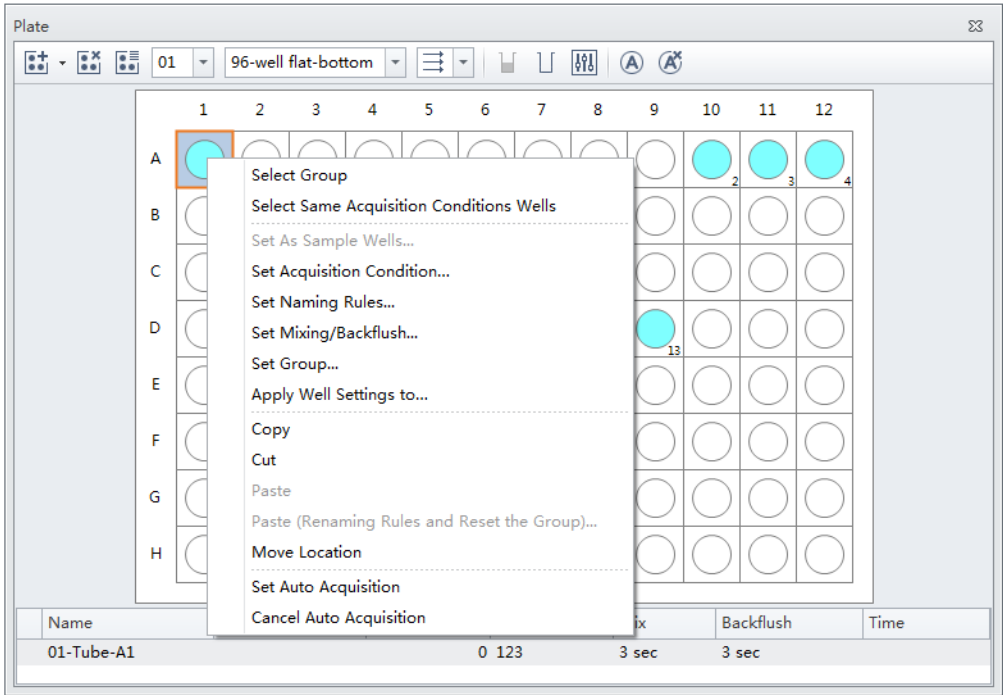 Plate
01 96-well flat-bottom
1 2 3 4 5 6 7 8 9 10 11 12
A 2 3 4
Select Group
Select Same Acquisition Conditions Wells
B
Set As Sample Wells...
C Set Acquisition Condition...
Set Naming Rules...
D Set Mixing/Backflush... 13
Set Group...
E Apply Well Settings to...
Copy
F Cut
G Paste
Paste (Renaming Rules and Reset the Group)...
H Move Location
Set Auto Acquisition
Cancel Auto Acquisition
Name ix Backflush Time
01-Tube-A1 0 123 3 sec 3 sec